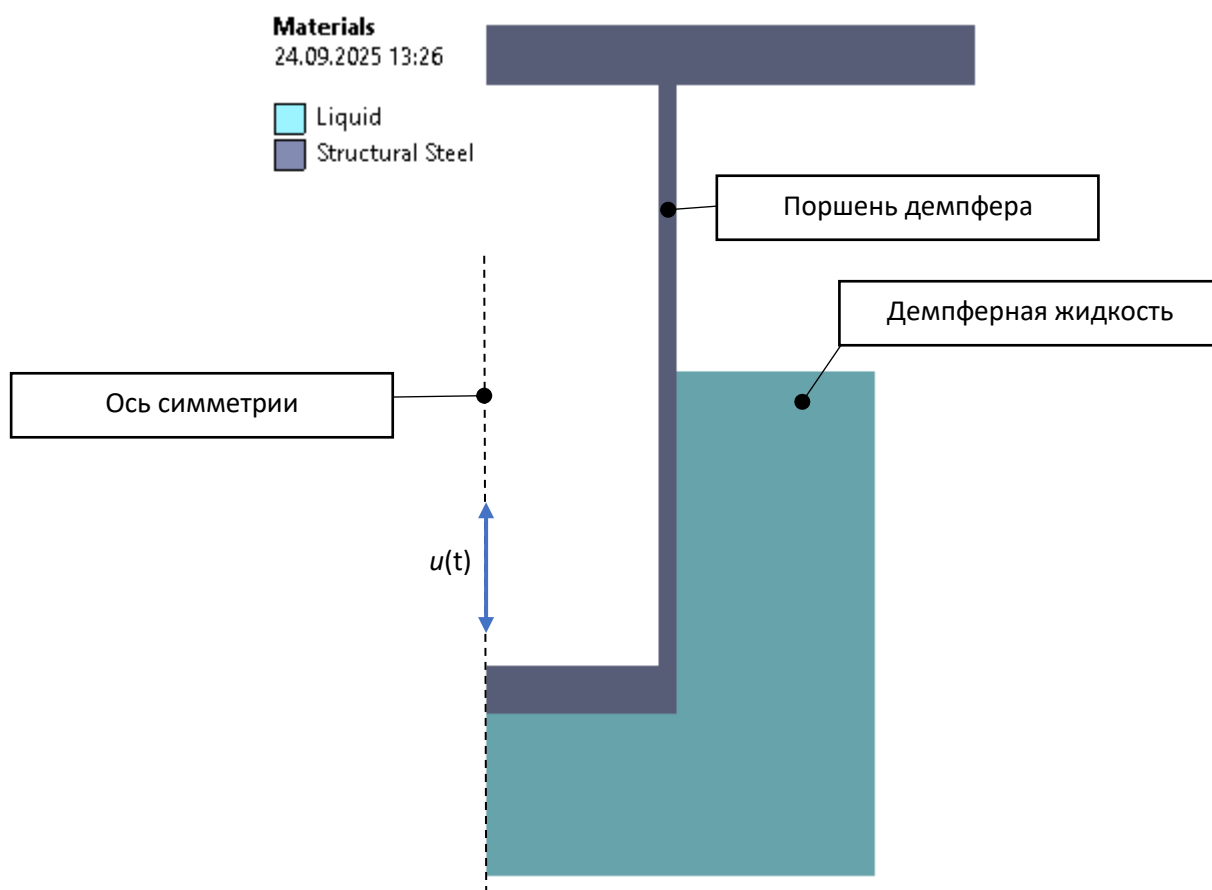 Materials
24.09.2025 13:26
Liquid
Structural Steel
Поршень демпфера
Демпферная жидкость
Ось симметрии
u(t)